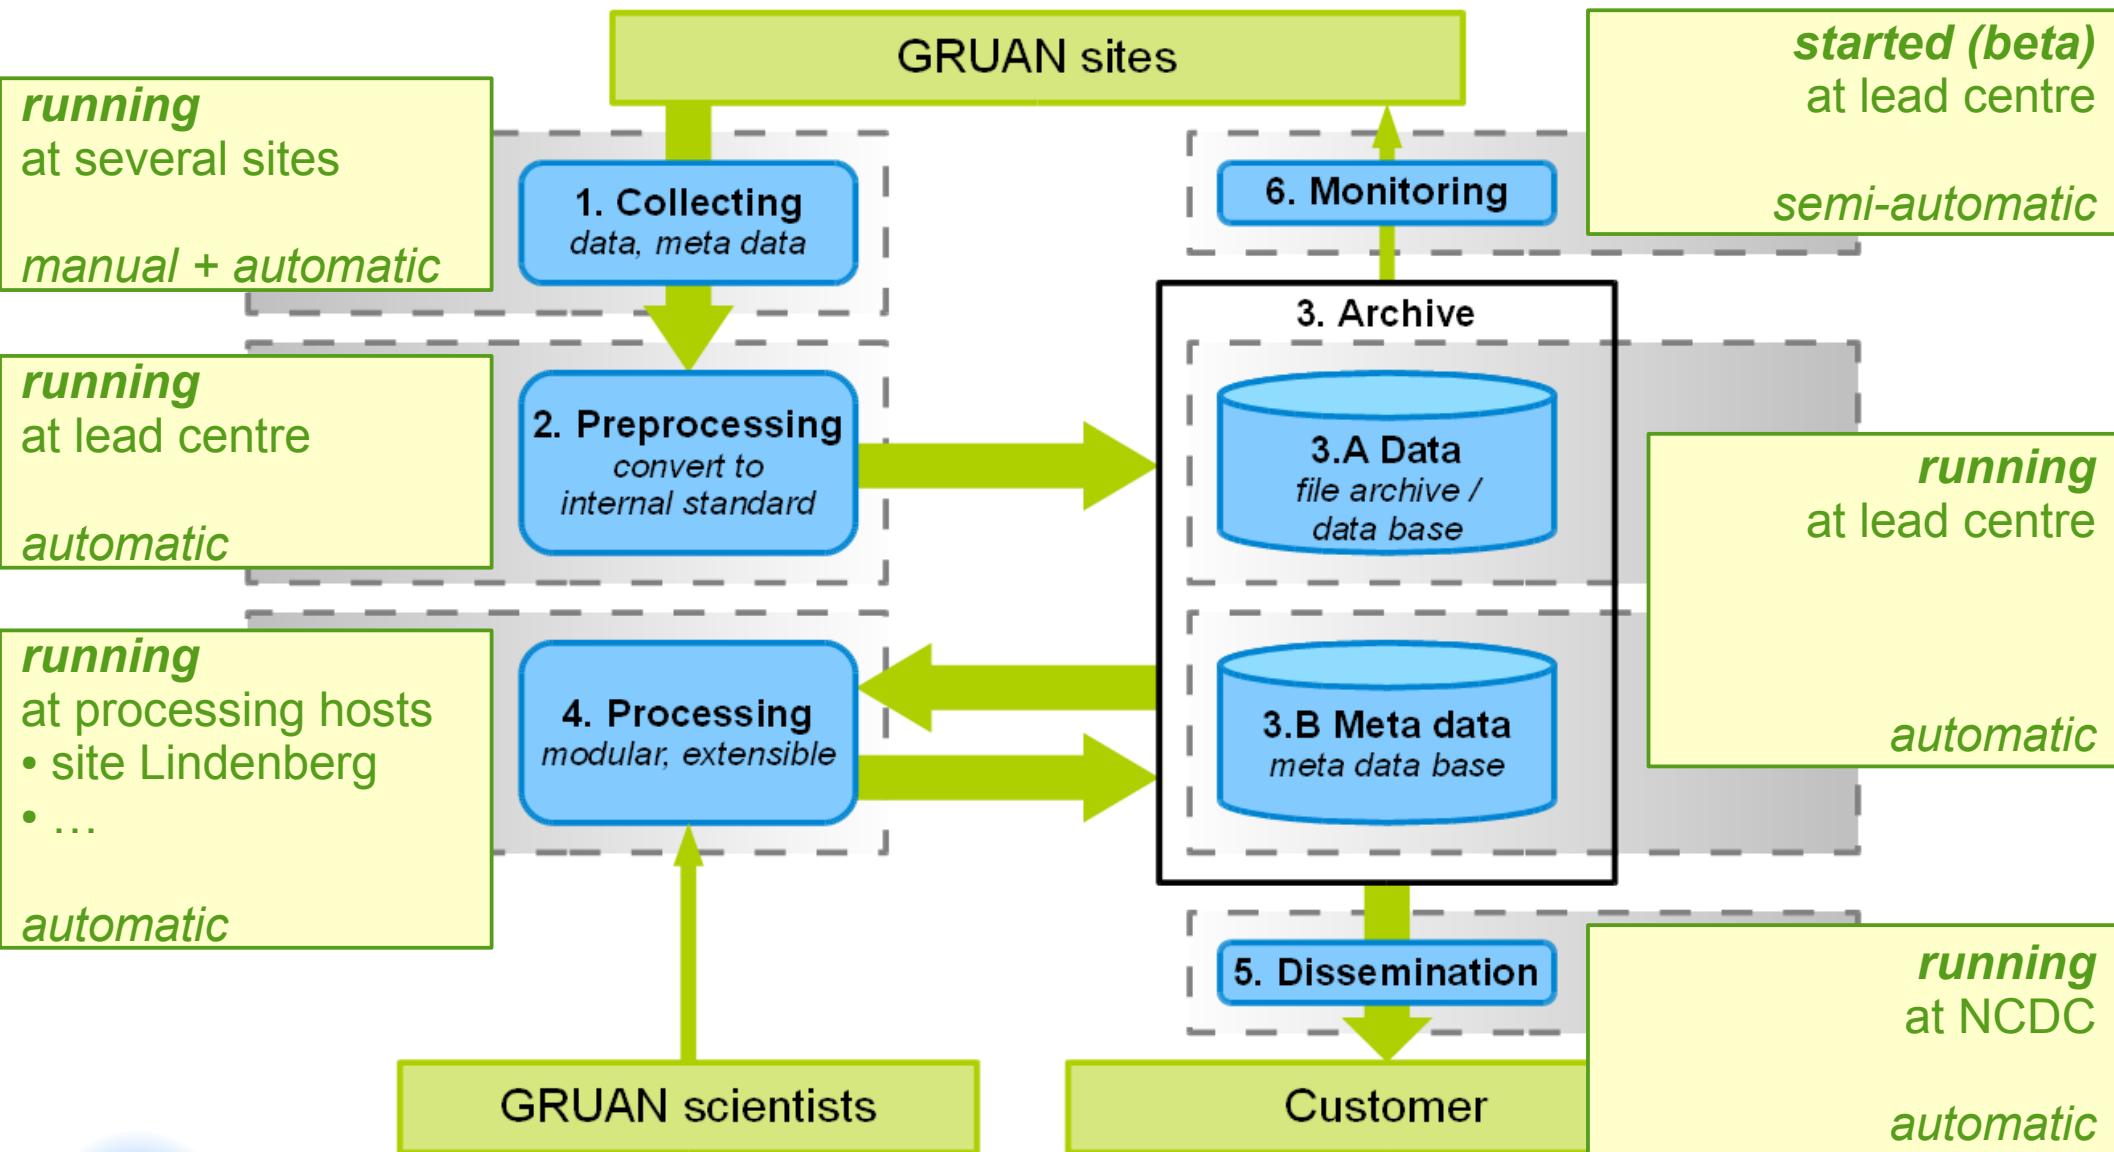 GRUAN sites
running
at several sites
manual + automatic
1. Collecting
data, meta data
started (beta)
at lead centre
semi-automatic
6. Monitoring
running
at lead centre
automatic
2. Preprocessing
convert to
internal standard
3. Archive
3.A Data
file archive /
data base
running
at lead centre
automatic
running
at processing hosts
• site Lindenberg
• …
automatic
4. Processing
modular, extensible
3.B Meta data
meta data base
5. Dissemination
running
at NCDC
automatic
GRUAN scientists
Customer